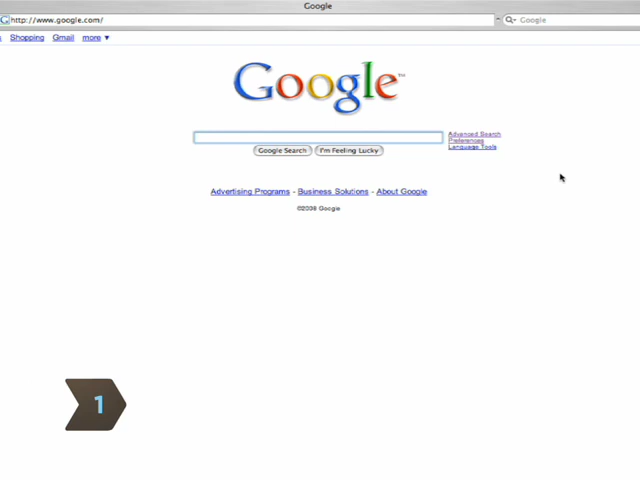 Google
http://www.google.com/
Google
Shopping Gmail more ▼
Google™
Advanced Search
Preferences
Language Tools
Google Search I'm Feeling Lucky
Advertising Programs - Business Solutions - About Google
©2008 Google
1